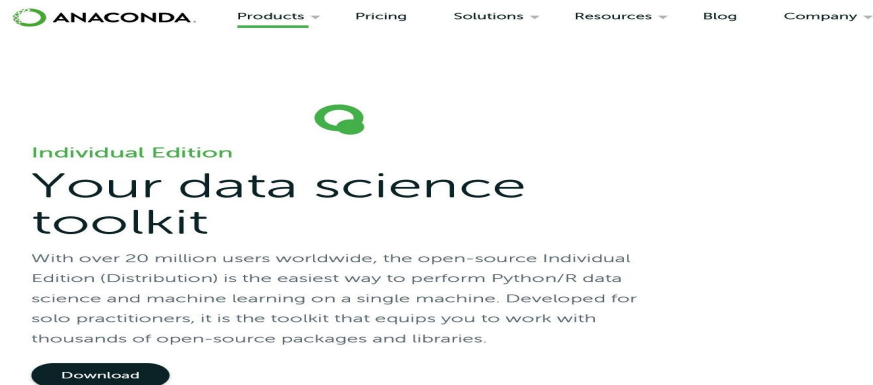 ANACONDA.
Products Pricing Solutions Resources Blog Company
Individual Edition
Your data science
toolkit
With over 20 million users worldwide, the open-source Individual
Edition (Distribution) is the easiest way to perform Python/R data
science and machine learning on a single machine. Developed for
solo practitioners, it is the toolkit that equips you to work with
thousands of open-source packages and libraries.
Download